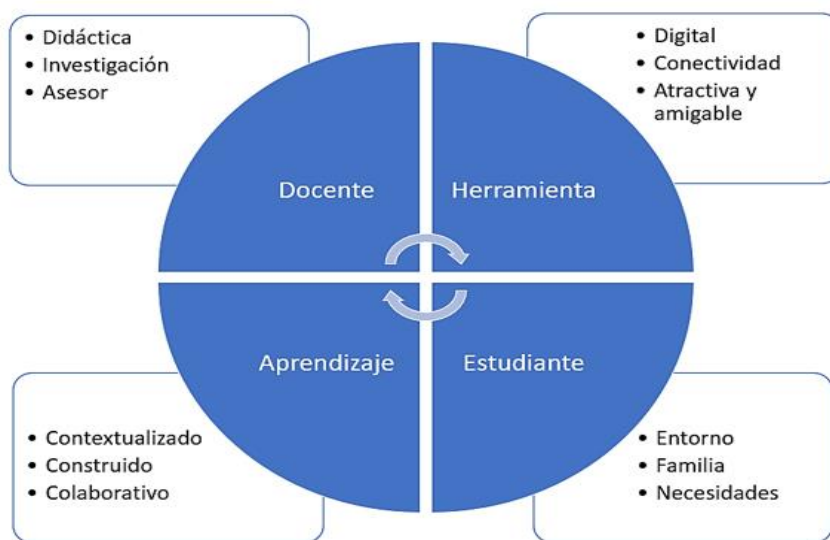 • Didáctica
• Investigación
• Asesor
• Digital
• Conectividad
• Atractiva y
amigable
Docente
Herramienta
Aprendizaje
Estudiante
• Contextualizado
• Construido
• Colaborativo
• Entorno
• Familia
• Necesidades